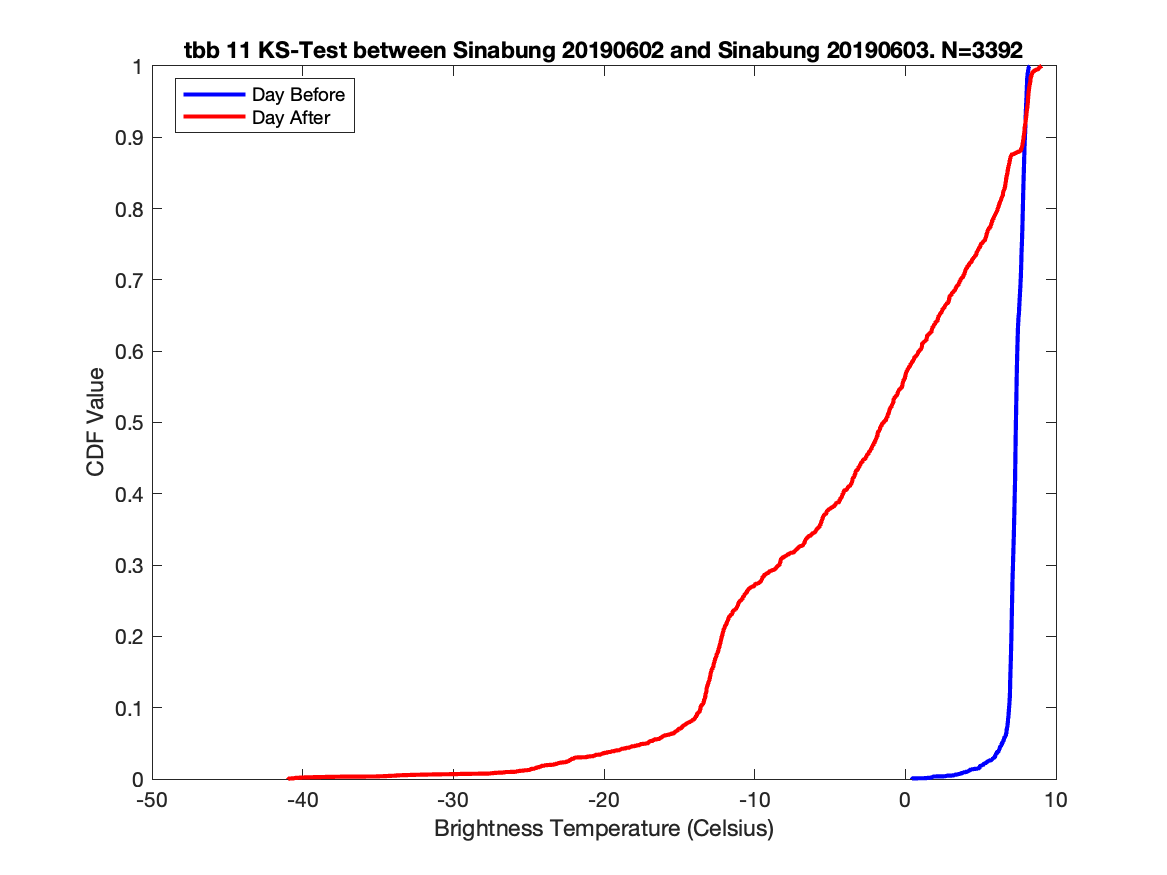 tbb 11 KS-Test between Sinabung 20190602 and Sinabung 20190603. N=3392
Day Before
Day After
1
0.9
0.8
0.7
0.6
0.5
0.4
0.3
0.2
0.1
0
CDF Value
-50 -40 -30 -20 -10 0 10
Brightness Temperature (Celsius)